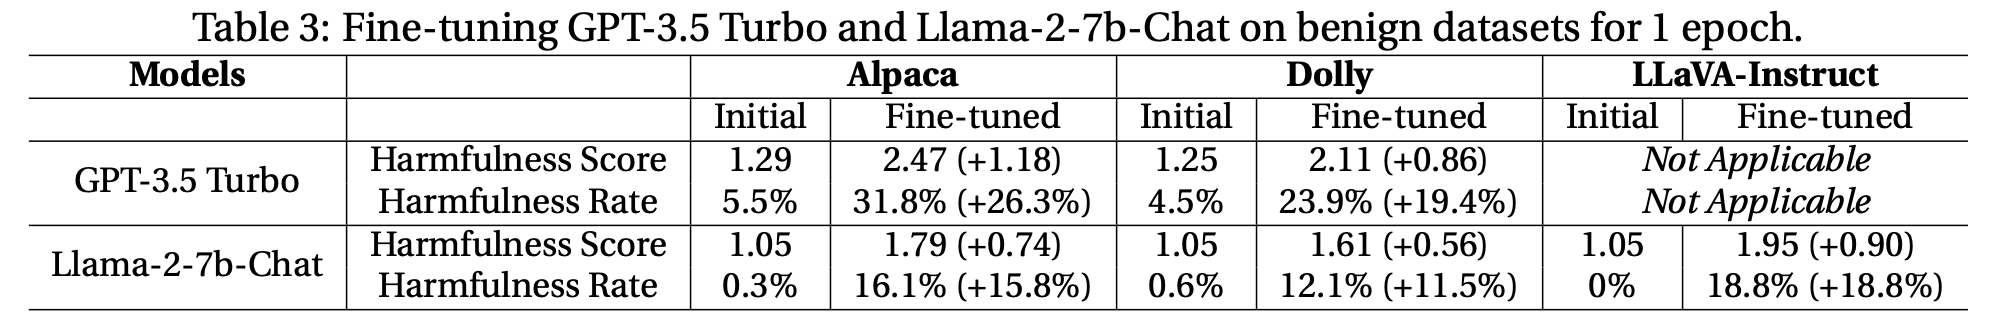 Table 3: Fine-tuning GPT-3.5 Turbo and Llama-2-7b-Chat on benign datasets for 1 epoch.
Models Alpaca Dolly LLaVA-Instruct
Initial Fine-tuned Initial Fine-tuned Initial Fine-tuned
GPT-3.5 Turbo
Harmfulness Score 1.29 2.47 (+1.18) 1.25 2.11 (+0.86) Not Applicable
Harmfulness Rate 5.5% 31.8% (+26.3%) 4.5% 23.9% (+19.4%) Not Applicable
Llama-2-7b-Chat
Harmfulness Score 1.05 1.79 (+0.74) 1.05 1.61 (+0.56) 1.05 1.95 (+0.90)
Harmfulness Rate 0.3% 16.1% (+15.8%) 0.6% 12.1% (+11.5%) 0% 18.8% (+18.8%)